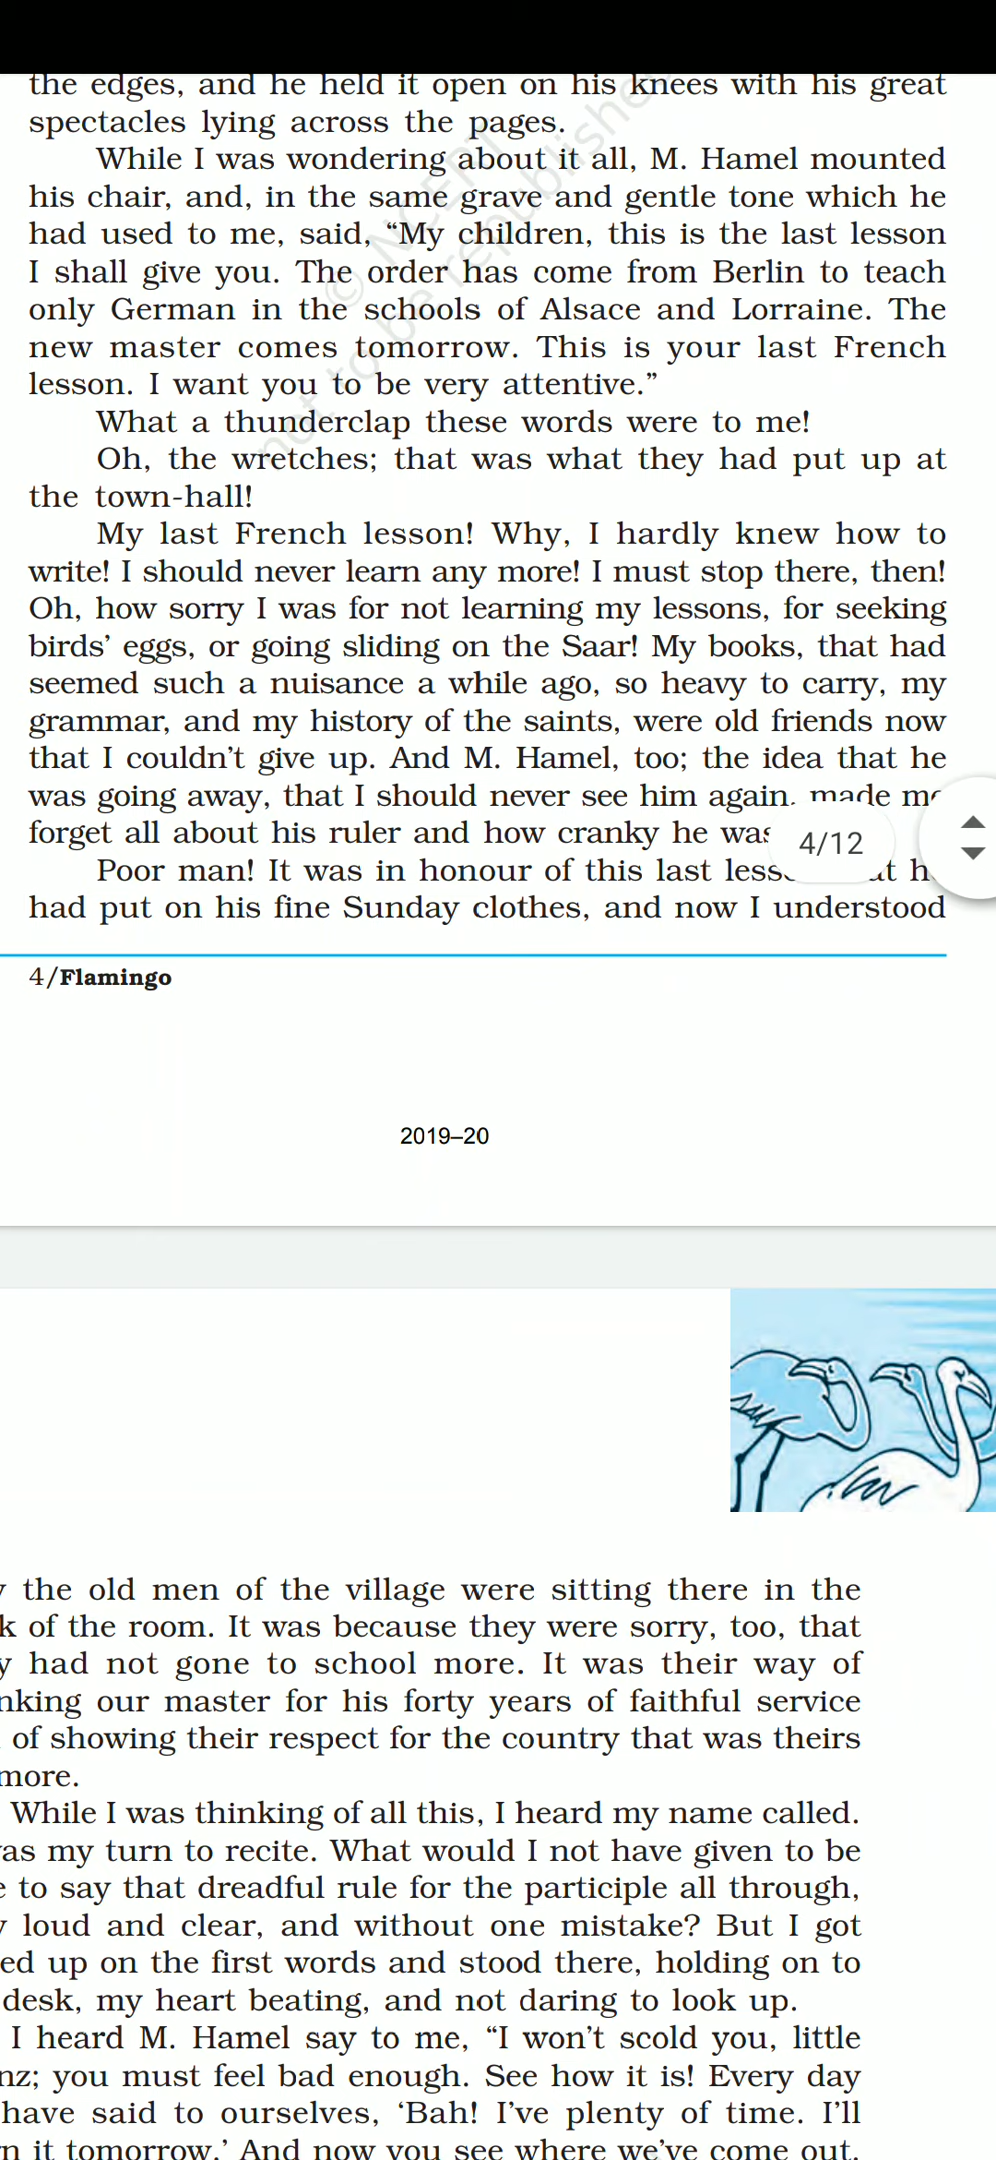 the edges, and he held it open on his knees with his great
spectacles lying across the pages.
While I was wondering about it all, M. Hamel mounted
his chair, and, in the same grave and gentle tone which he
had used to me, said, “My children, this is the last lesson
I shall give you. The order has come from Berlin to teach
only German in the schools of Alsace and Lorraine. The
new master comes tomorrow. This is your last French
lesson. I want you to be very attentive.”
What a thunderclap these words were to me!
Oh, the wretches; that was what they had put up at
the town-hall!
My last French lesson! Why, I hardly knew how to
write! I should never learn any more! I must stop there, then!
Oh, how sorry I was for not learning my lessons, for seeking
birds’ eggs, or going sliding on the Saar! My books, that had
seemed such a nuisance a while ago, so heavy to carry, my
grammar, and my history of the saints, were old friends now
that I couldn’t give up. And M. Hamel, too; the idea that he
was going away, that I should never see him again, made me
forget all about his ruler and how cranky he was
4/12
Poor man! It was in honour of this last
had put on his fine Sunday clothes, and now I understood
© NCERT
not to be republished
4/Flamingo
2019–20
the old men of the village were sitting there in the
k of the room. It was because they were sorry, too, that
y had not gone to school more. It was their way of
nking our master for his forty years of faithful service
of showing their respect for the country that was theirs
more.
While I was thinking of all this, I heard my name called.
as my turn to recite. What would I not have given to be
e to say that dreadful rule for the participle all through,
loud and clear, and without one mistake? But I got
ed up on the first words and stood there, holding on to
desk, my heart beating, and not daring to look up.
I heard M. Hamel say to me, “I won’t scold you, little
nz; you must feel bad enough. See how it is! Every day
have said to ourselves, ‘Bah! I’ve plenty of time. I’ll
n it tomorrow.’ And now you see where we’ve come out.